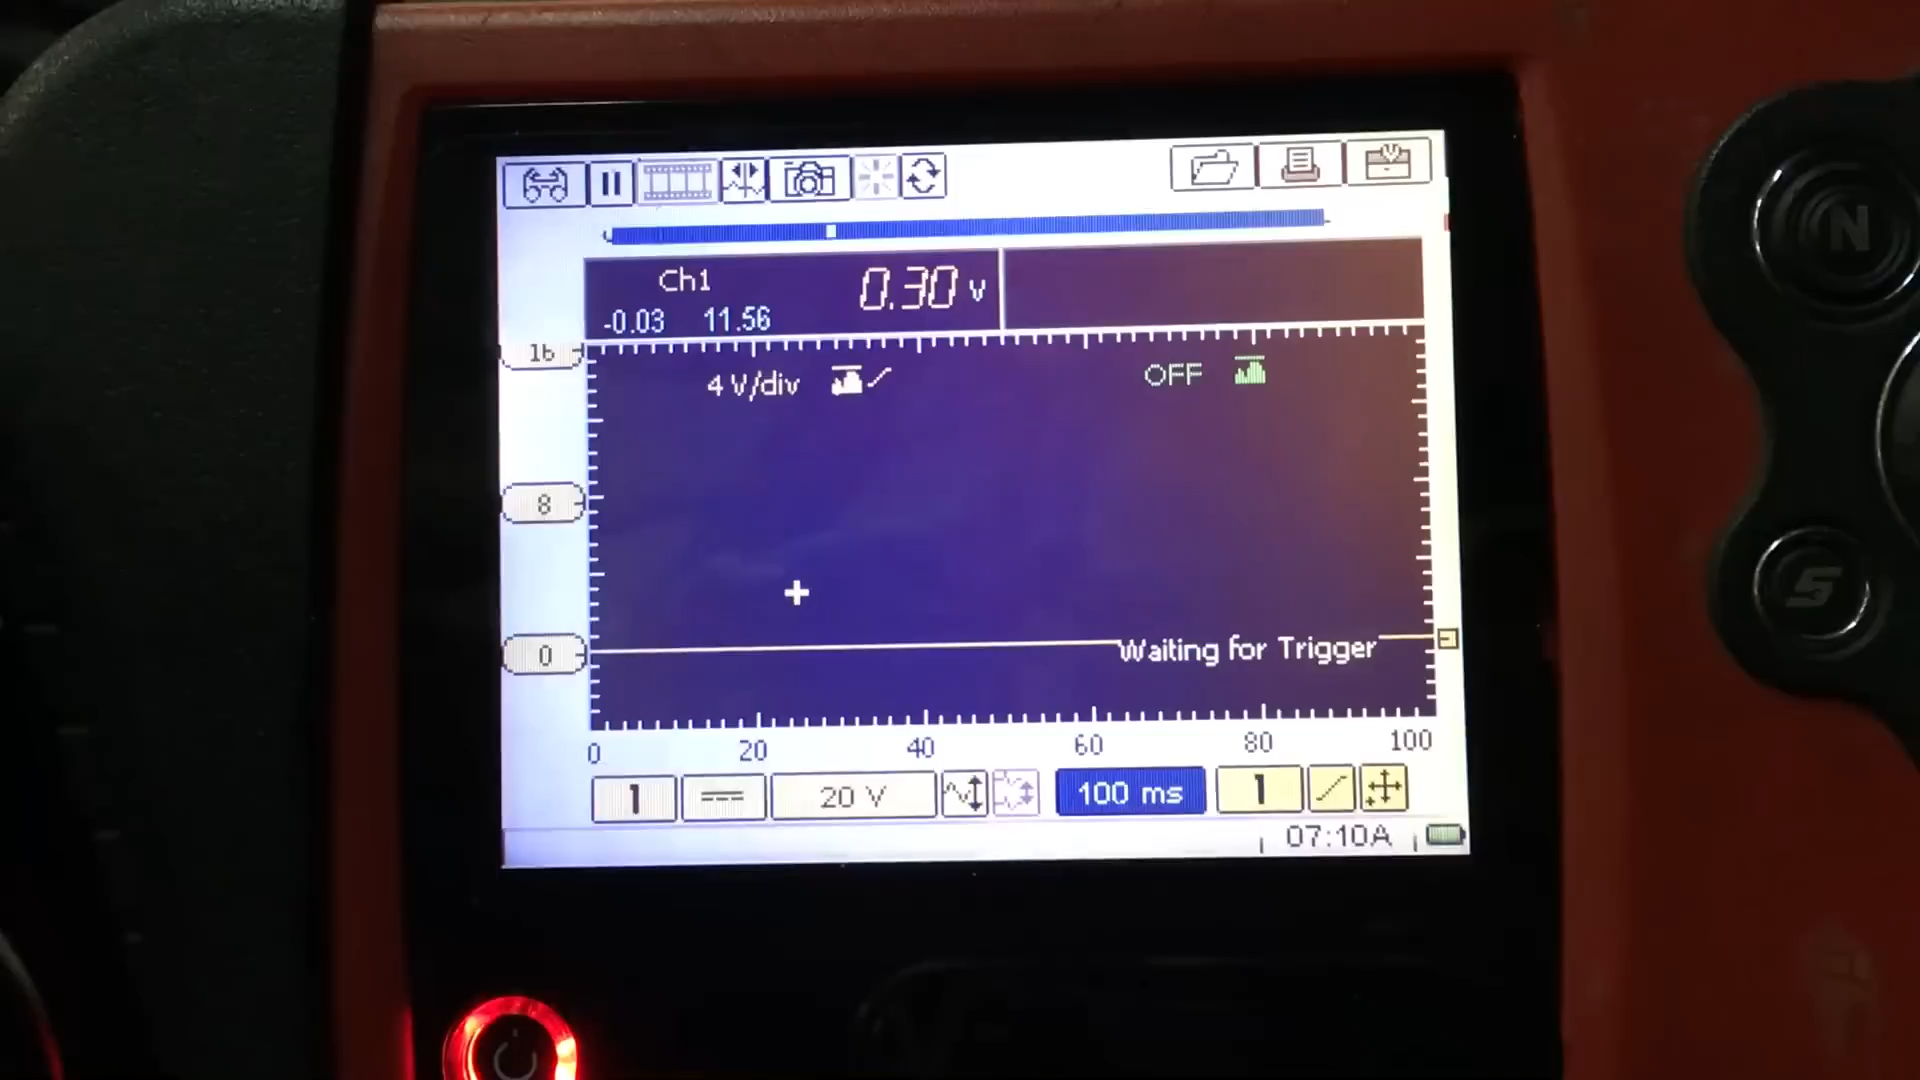 Ch1 0.30 V
-0.03 11.56
16
4 V/div OFF
8
0
Waiting for Trigger
0 20 40 60 80 100
1 20 V 100 ms 1
07:10A
N
S